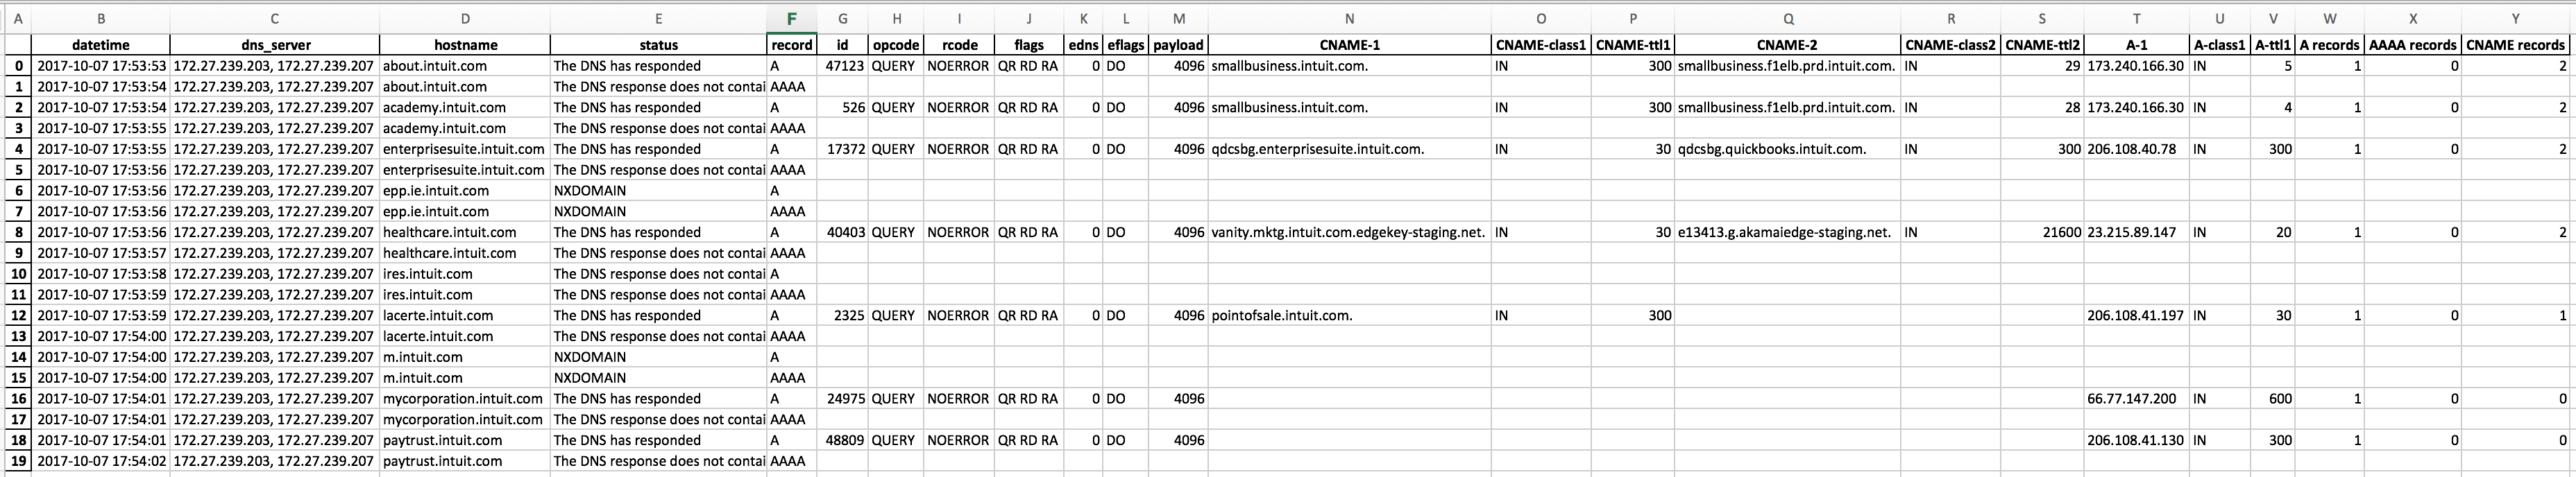 A B C D E F G H I J K L M N O P Q R S T U V W X Y
datetime dns_server hostname status record id opcode rcode flags edns eflags payload CNAME-1 CNAME-class1 CNAME-ttl1 CNAME-2 CNAME-class2 CNAME-ttl2 A-1 A-class1 A-ttl1 A records AAAA records CNAME records
0 2017-10-07 17:53:53 172.27.239.203, 172.27.239.207 about.intuit.com The DNS has responded A 47123 QUERY NOERROR QR RD RA 0 DO 4096 smallbusiness.intuit.com. IN 300 smallbusiness.f1elb.prd.intuit.com. IN 29 173.240.166.30 IN 5 1 0 2
1 2017-10-07 17:53:54 172.27.239.203, 172.27.239.207 about.intuit.com The DNS response does not contai AAAA
2 2017-10-07 17:53:54 172.27.239.203, 172.27.239.207 academy.intuit.com The DNS has responded A 526 QUERY NOERROR QR RD RA 0 DO 4096 smallbusiness.intuit.com. IN 300 smallbusiness.f1elb.prd.intuit.com. IN 28 173.240.166.30 IN 4 1 0 2
3 2017-10-07 17:53:55 172.27.239.203, 172.27.239.207 academy.intuit.com The DNS response does not contai AAAA
4 2017-10-07 17:53:55 172.27.239.203, 172.27.239.207 enterprisesuite.intuit.com The DNS has responded A 17372 QUERY NOERROR QR RD RA 0 DO 4096 qdcsbg.enterprisesuite.intuit.com. IN 30 qdcsbg.quickbooks.intuit.com. IN 300 206.108.40.78 IN 300 1 0 2
5 2017-10-07 17:53:56 172.27.239.203, 172.27.239.207 enterprisesuite.intuit.com The DNS response does not contai AAAA
6 2017-10-07 17:53:56 172.27.239.203, 172.27.239.207 epp.ie.intuit.com NXDOMAIN A
7 2017-10-07 17:53:56 172.27.239.203, 172.27.239.207 epp.ie.intuit.com NXDOMAIN AAAA
8 2017-10-07 17:53:56 172.27.239.203, 172.27.239.207 healthcare.intuit.com The DNS has responded A 40403 QUERY NOERROR QR RD RA 0 DO 4096 vanity.mktg.intuit.com.edgekey-staging.net. IN 30 e13413.g.akamaiedge-staging.net. IN 21600 23.215.89.147 IN 20 1 0 2
9 2017-10-07 17:53:57 172.27.239.203, 172.27.239.207 healthcare.intuit.com The DNS response does not contai AAAA
10 2017-10-07 17:53:58 172.27.239.203, 172.27.239.207 ires.intuit.com The DNS response does not contai A
11 2017-10-07 17:53:59 172.27.239.203, 172.27.239.207 ires.intuit.com The DNS response does not contai AAAA
12 2017-10-07 17:53:59 172.27.239.203, 172.27.239.207 lacerte.intuit.com The DNS has responded A 2325 QUERY NOERROR QR RD RA 0 DO 4096 pointofsale.intuit.com. IN 300 206.108.41.197 IN 30 1 0 1
13 2017-10-07 17:54:00 172.27.239.203, 172.27.239.207 lacerte.intuit.com The DNS response does not contai AAAA
14 2017-10-07 17:54:00 172.27.239.203, 172.27.239.207 m.intuit.com NXDOMAIN A
15 2017-10-07 17:54:00 172.27.239.203, 172.27.239.207 m.intuit.com NXDOMAIN AAAA
16 2017-10-07 17:54:01 172.27.239.203, 172.27.239.207 mycorporation.intuit.com The DNS has responded A 24975 QUERY NOERROR QR RD RA 0 DO 4096 66.77.147.200 IN 600 1 0 0
17 2017-10-07 17:54:01 172.27.239.203, 172.27.239.207 mycorporation.intuit.com The DNS response does not contai AAAA
18 2017-10-07 17:54:01 172.27.239.203, 172.27.239.207 paytrust.intuit.com The DNS has responded A 48809 QUERY NOERROR QR RD RA 0 DO 4096 206.108.41.130 IN 300 1 0 0
19 2017-10-07 17:54:02 172.27.239.203, 172.27.239.207 paytrust.intuit.com The DNS response does not contai AAAA